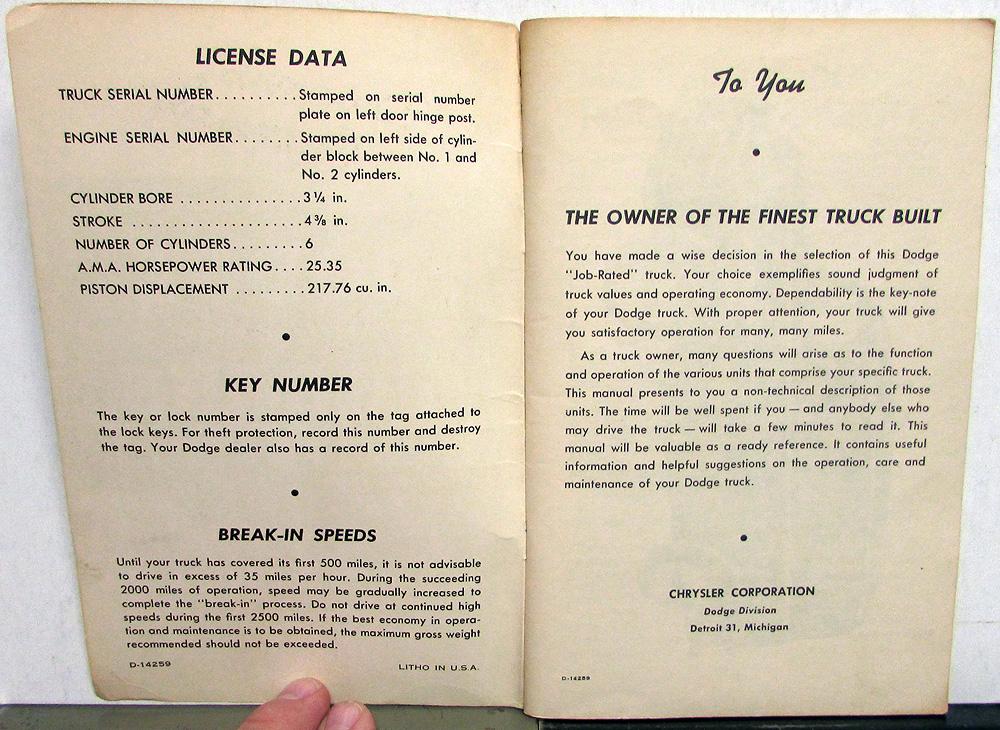 LICENSE DATA
TRUCK SERIAL NUMBER..........Stamped on serial number
plate on left door hinge post.
ENGINE SERIAL NUMBER........Stamped on left side of cylin-
der block between No. 1 and
No. 2 cylinders.
CYLINDER BORE ..............3 ¼ in.
STROKE .....................4 ⅜ in.
NUMBER OF CYLINDERS.........6
A.M.A. HORSEPOWER RATING....25.35
PISTON DISPLACEMENT .........217.76 cu. in.
KEY NUMBER
The key or lock number is stamped only on the tag attached to
the lock keys. For theft protection, record this number and destroy
the tag. Your Dodge dealer also has a record of this number.
BREAK-IN SPEEDS
Until your truck has covered its first 500 miles, it is not advisable
to drive in excess of 35 miles per hour. During the succeeding
2000 miles of operation, speed may be gradually increased to
complete the "break-in" process. Do not drive at continued high
speeds during the first 2500 miles. If the best economy in opera-
tion and maintenance is to be obtained, the maximum gross weight
recommended should not be exceeded.
D-14259
LITHO IN U.S.A.
To You
THE OWNER OF THE FINEST TRUCK BUILT
You have made a wise decision in the selection of this Dodge
"Job-Rated" truck. Your choice exemplifies sound judgment of
truck values and operating economy. Dependability is the key-note
of your Dodge truck. With proper attention, your truck will give
you satisfactory operation for many, many miles.
As a truck owner, many questions will arise as to the function
and operation of the various units that comprise your specific truck.
This manual presents to you a non-technical description of those
units. The time will be well spent if you — and anybody else who
may drive the truck — will take a few minutes to read it. This
manual will be valuable as a ready reference. It contains useful
information and helpful suggestions on the operation, care and
maintenance of your Dodge truck.
CHRYSLER CORPORATION
Dodge Division
Detroit 31, Michigan
D-14259